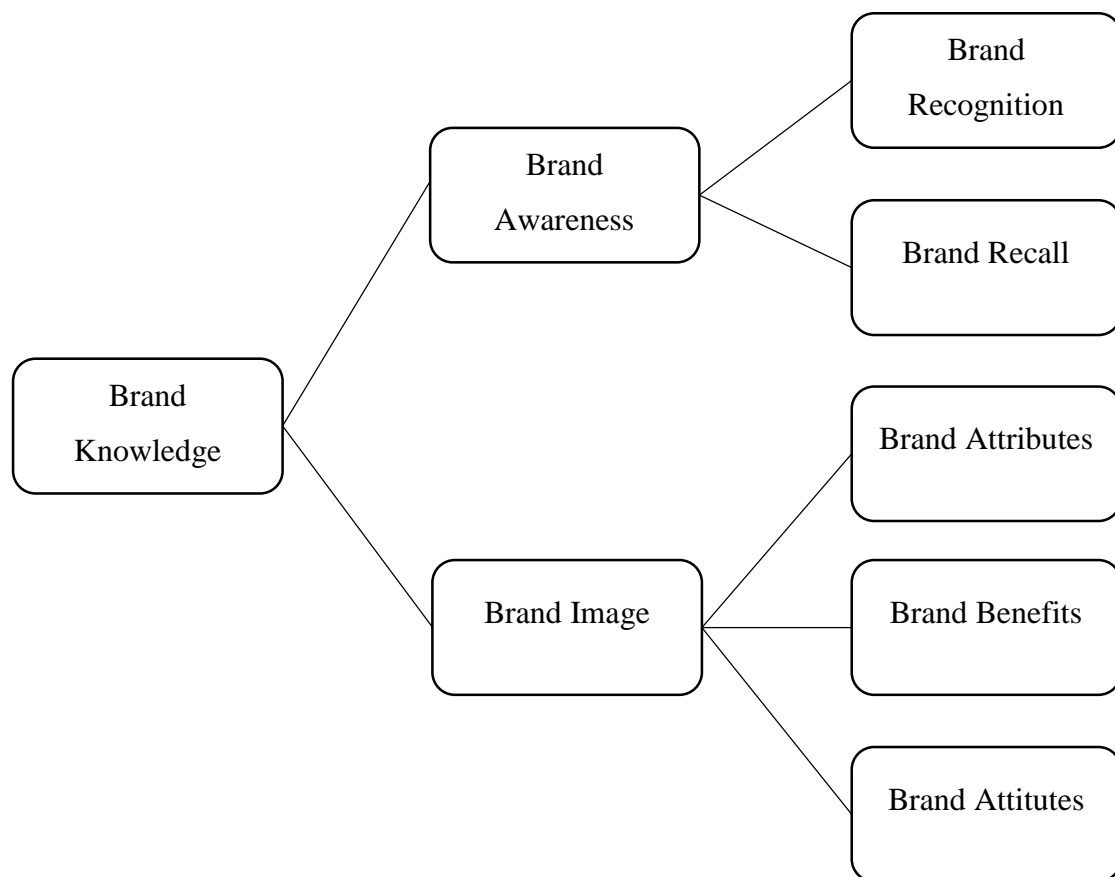 Brand
Recognition
Brand
Awareness
Brand Recall
Brand
Knowledge
Brand Attributes
Brand Image
Brand Benefits
Brand Attitutes